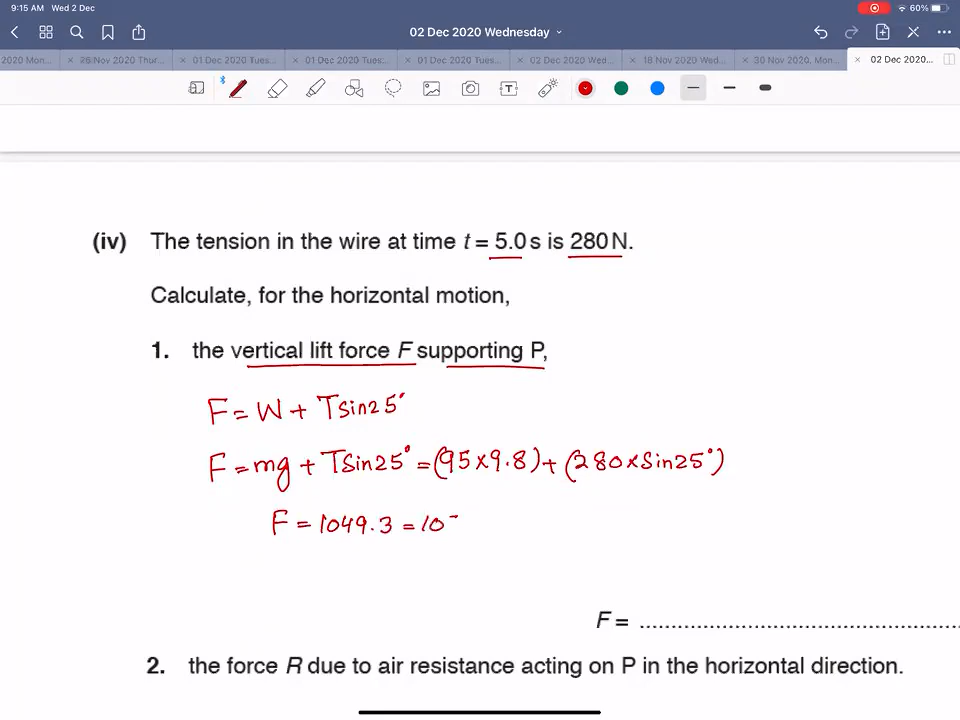 9:15 AM Wed 2 Dec
60%
02 Dec 2020 Wednesday
2020 Mon...
× 26 Nov 2020 Thur...
× 01 Dec 2020 Tues...
× 01 Dec 2020 Tues...
× 01 Dec 2020 Tues...
× 02 Dec 2020 Wed...
× 18 Nov 2020 Wed...
× 30 Nov 2020, Mon...
× 02 Dec 2020...
(iv) The tension in the wire at time t = 5.0 s is 280 N.
Calculate, for the horizontal motion,
1. the vertical lift force F supporting P,
F = W + Tsin25°
F = mg + Tsin25° = (95×9.8) + (280×sin25°)
F = 1049.3 = 10
F = ..............................................
2. the force R due to air resistance acting on P in the horizontal direction.